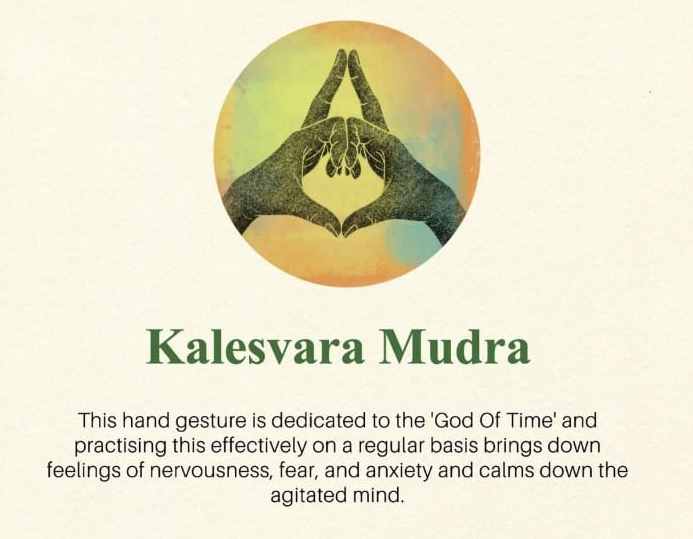 Kalesvara Mudra
This hand gesture is dedicated to the 'God Of Time' and
practising this effectively on a regular basis brings down
feelings of nervousness, fear, and anxiety and calms down the
agitated mind.